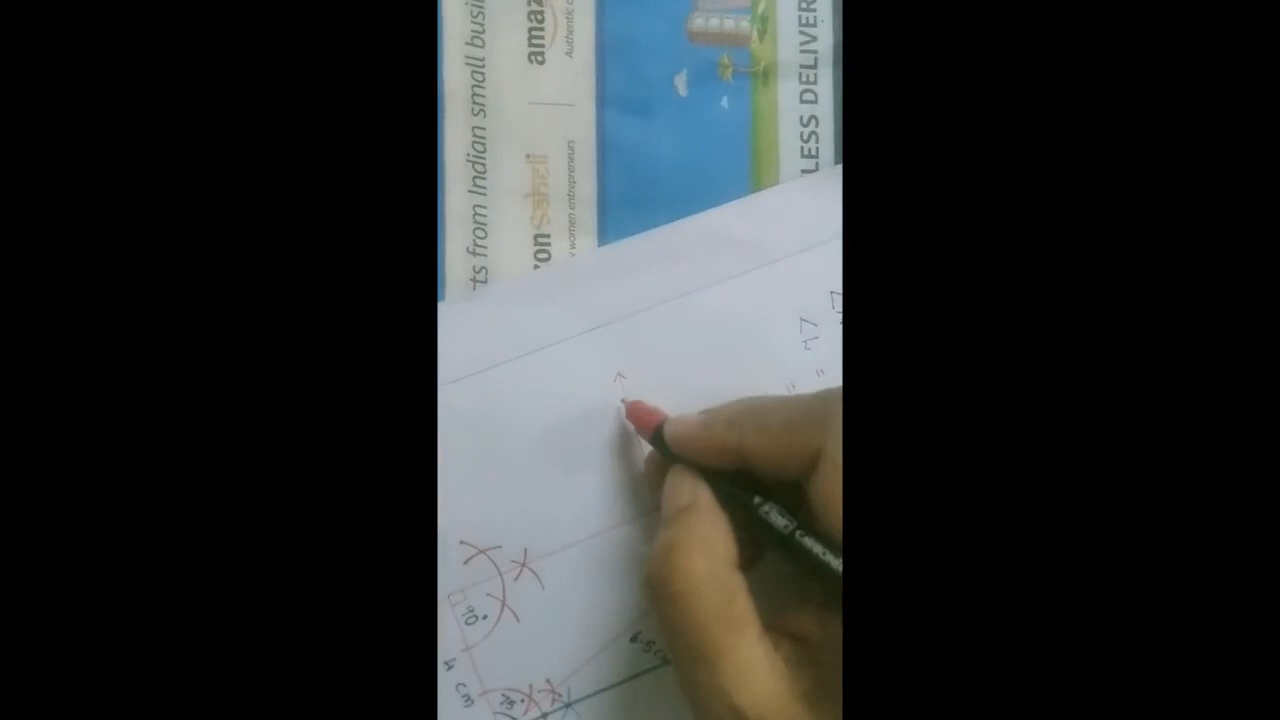 ts from Indian small busi
amaz
Authentic
on Saheli
women entrepreneurs
LESS DELIVER
90°
4 cm
75°
6.5 cm